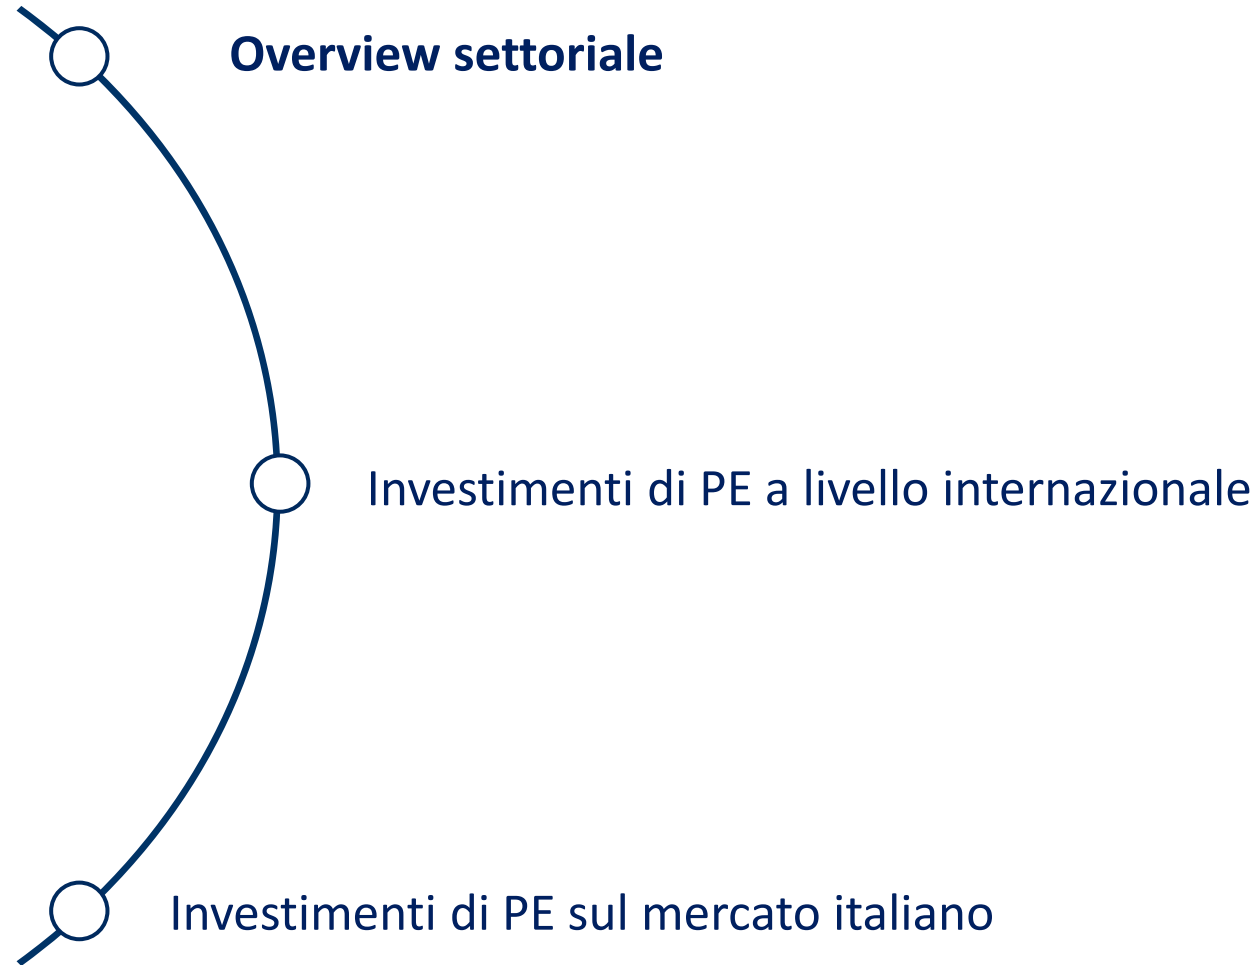 Overview settoriale
Investimenti di PE a livello internazionale
Investimenti di PE sul mercato italiano